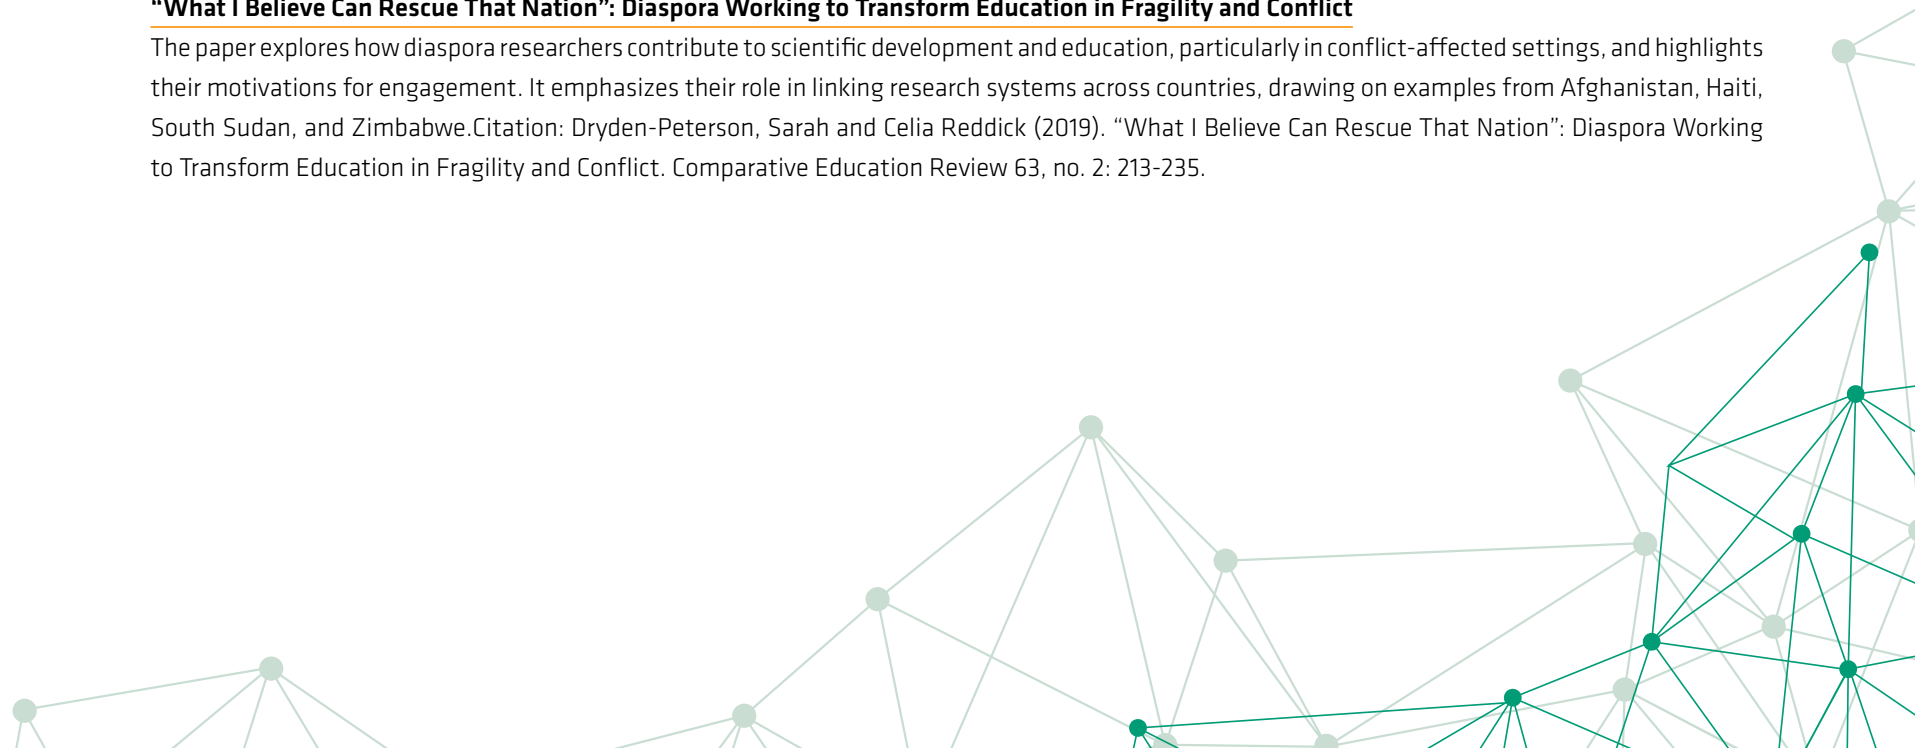 “What I Believe Can Rescue That Nation”: Diaspora Working to Transform Education in Fragility and Conflict
The paper explores how diaspora researchers contribute to scientific development and education, particularly in conflict-affected settings, and highlights
their motivations for engagement. It emphasizes their role in linking research systems across countries, drawing on examples from Afghanistan, Haiti,
South Sudan, and Zimbabwe.Citation: Dryden-Peterson, Sarah and Celia Reddick (2019). “What I Believe Can Rescue That Nation”: Diaspora Working
to Transform Education in Fragility and Conflict. Comparative Education Review 63, no. 2: 213-235.